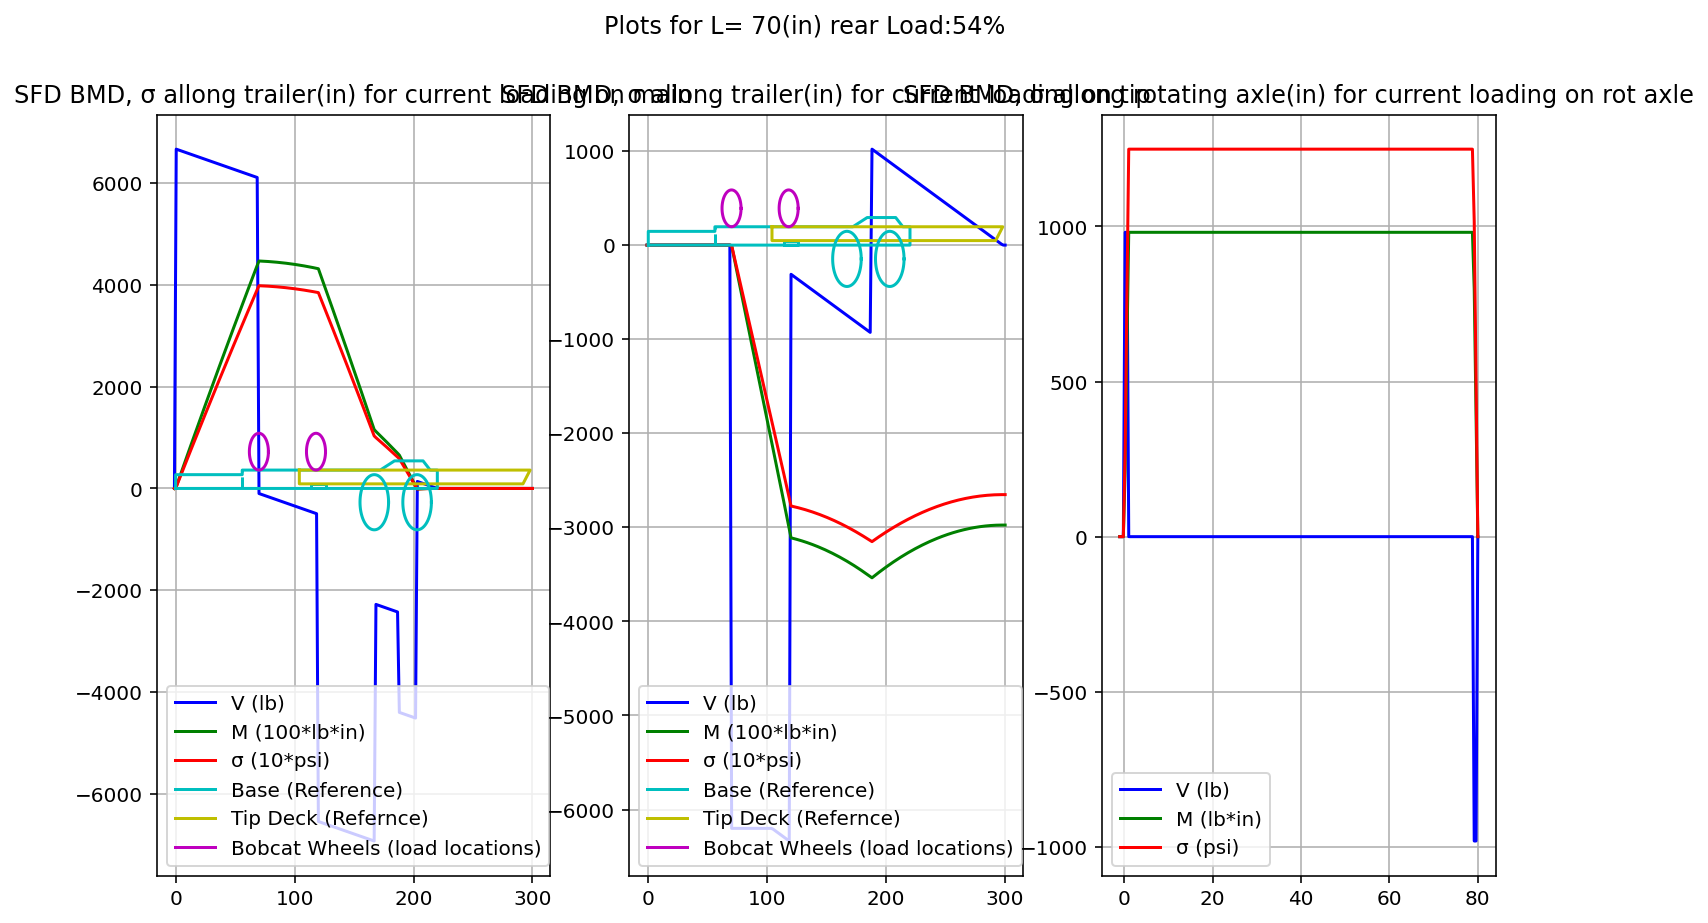 Plots for L= 70(in) rear Load:54%
SFD BMD, σ allong trailer(in) for current loading on main
SFD BMD, σ allong trailer(in) for current loading on tip
SFD BMD, σ allong rotating axle(in) for current loading on rot axle
6000
4000
2000
0
−2000
−4000
−6000
V (lb)
M (100*lb*in)
σ (10*psi)
Base (Reference)
Tip Deck (Refernce)
Bobcat Wheels (load locations)
0 100 200 300
1000
0
−1000
−2000
−3000
−4000
−5000
−6000
V (lb)
M (100*lb*in)
σ (10*psi)
Base (Reference)
Tip Deck (Refernce)
Bobcat Wheels (load locations)
0 100 200 300
1000
500
0
−500
−1000
V (lb)
M (lb*in)
σ (psi)
0 20 40 60 80